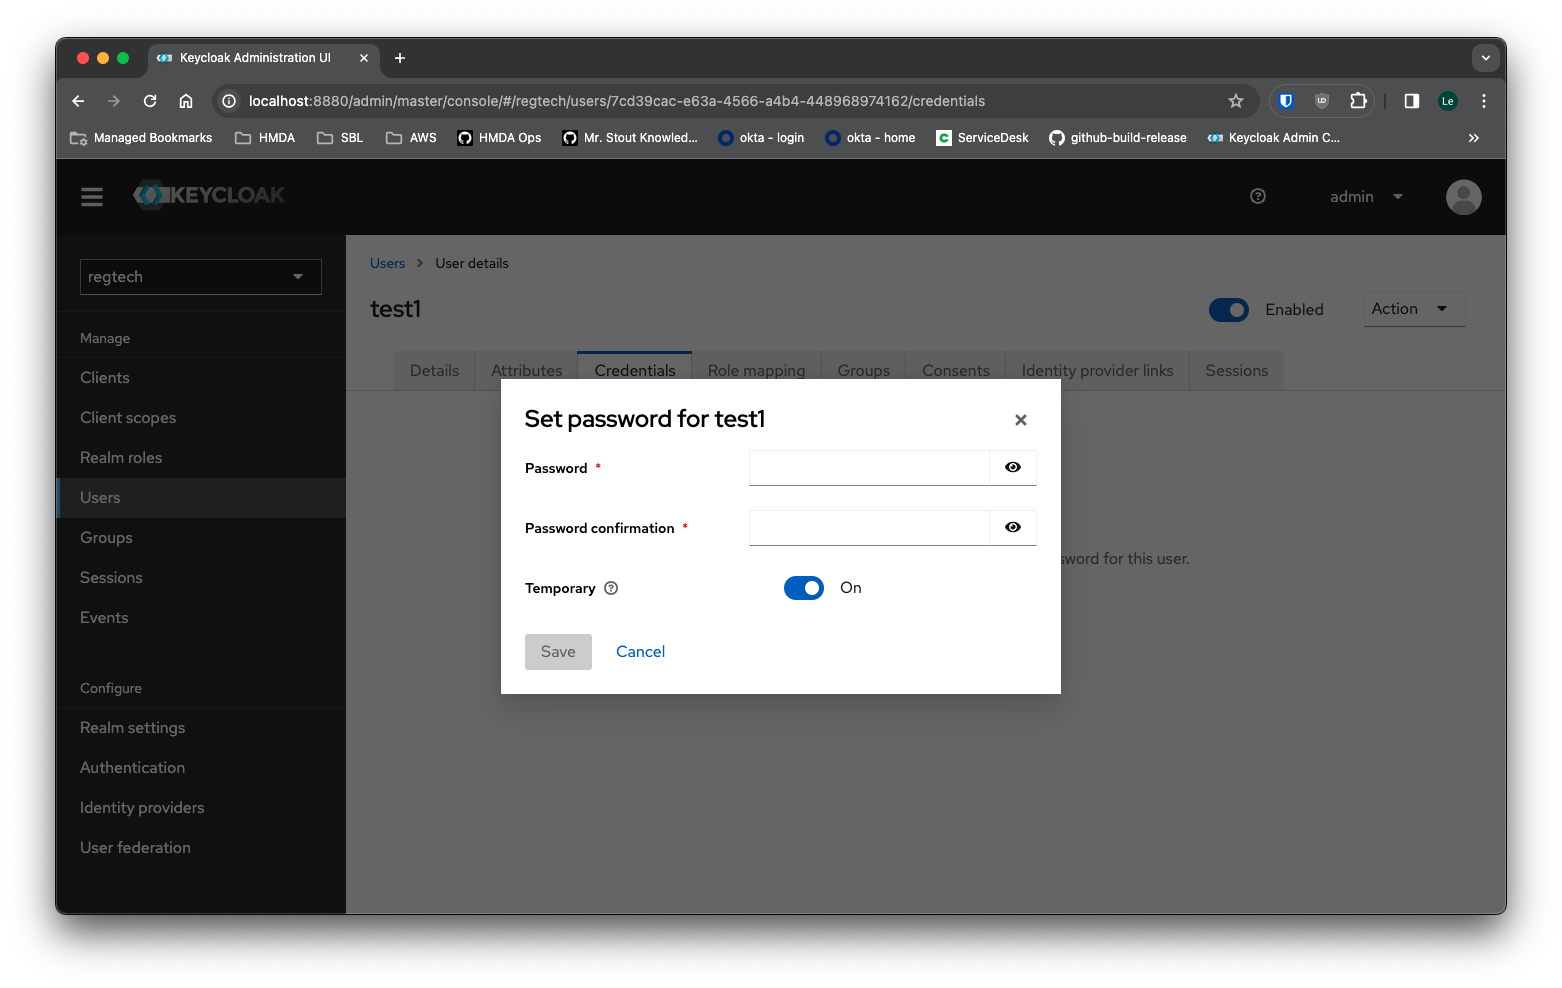 Keycloak Administration UI
localhost:8880/admin/master/console/#/regtech/users/7cd39cac-e63a-4566-a4b4-448968974162/credentials
Le
Managed Bookmarks HMDA SBL AWS HMDA Ops Mr. Stout Knowled... okta - login okta - home ServiceDesk github-build-release Keycloak Admin C...
KEYCLOAK
admin
regtech
Users > User details
test1
Enabled
Action
Manage
Clients
Client scopes
Realm roles
Users
Groups
Sessions
Events
Configure
Realm settings
Authentication
Identity providers
User federation
Details Attributes Credentials Role mapping Groups Consents Identity provider links Sessions
Set password for test1
Password *
Password confirmation *
sword for this user.
Temporary On
Save Cancel